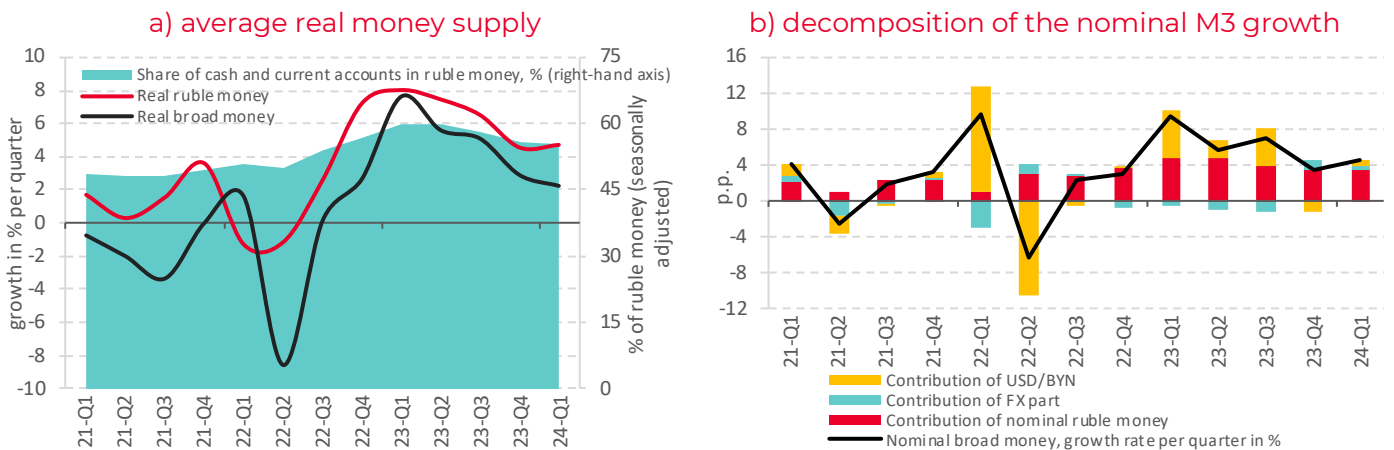 a) average real money supply
10
8
6
4
2
0
-2
-4
-6
-8
-10
growth in % per quarter
Share of cash and current accounts in ruble money, % (right-hand axis)
Real ruble money
Real broad money
75
60
45
30
15
0
% of ruble money (seasonally
adjusted)
21-Q1
21-Q2
21-Q3
21-Q4
22-Q1
22-Q2
22-Q3
22-Q4
23-Q1
23-Q2
23-Q3
23-Q4
24-Q1
b) decomposition of the nominal M3 growth
16
12
8
4
0
-4
-8
-12
p.p.
21-Q1
21-Q2
21-Q3
21-Q4
22-Q1
22-Q2
22-Q3
22-Q4
23-Q1
23-Q2
23-Q3
23-Q4
24-Q1
Contribution of USD/BYN
Contribution of FX part
Contribution of nominal ruble money
Nominal broad money, growth rate per quarter in %